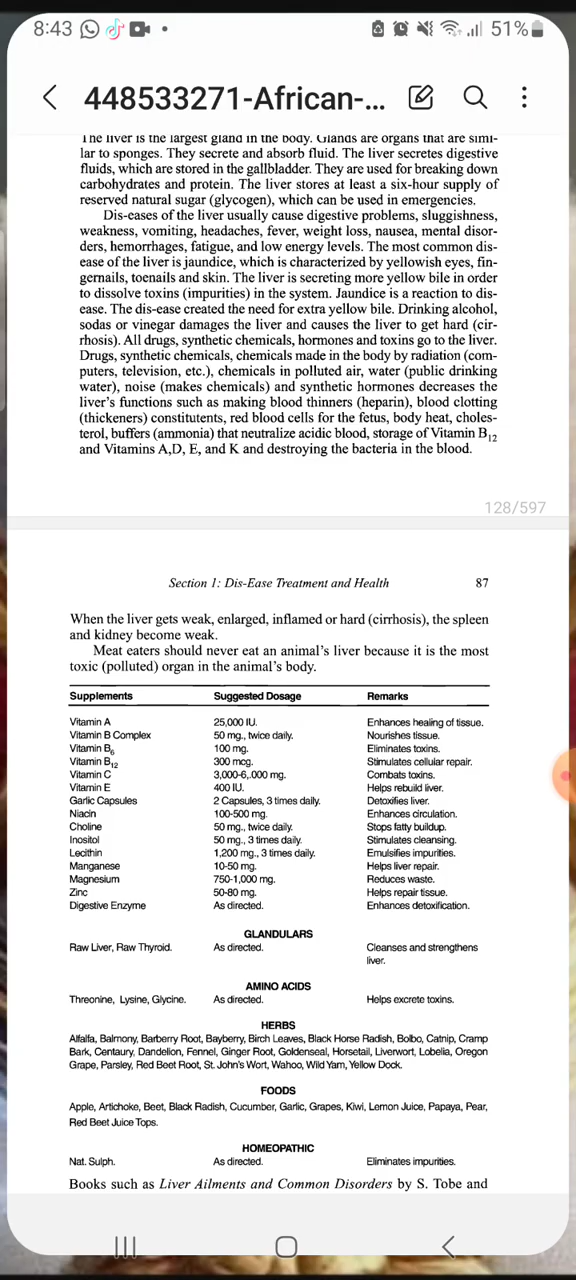 8:43
51%
448533271-African-...
The liver is the largest gland in the body. Glands are organs that are simi-
lar to sponges. They secrete and absorb fluid. The liver secretes digestive
fluids, which are stored in the gallbladder. They are used for breaking down
carbohydrates and protein. The liver stores at least a six-hour supply of
reserved natural sugar (glycogen), which can be used in emergencies.
Dis-eases of the liver usually cause digestive problems, sluggishness,
weakness, vomiting, headaches, fever, weight loss, nausea, mental disor-
ders, hemorrhages, fatigue, and low energy levels. The most common dis-
ease of the liver is jaundice, which is characterized by yellowish eyes, fin-
gernails, toenails and skin. The liver is secreting more yellow bile in order
to dissolve toxins (impurities) in the system. Jaundice is a reaction to dis-
ease. The dis-ease created the need for extra yellow bile. Drinking alcohol,
sodas or vinegar damages the liver and causes the liver to get hard (cir-
rhosis). All drugs, synthetic chemicals, hormones and toxins go to the liver.
Drugs, synthetic chemicals, chemicals made in the body by radiation (com-
puters, television, etc.), chemicals in polluted air, water (public drinking
water), noise (makes chemicals) and synthetic hormones decreases the
liver's functions such as making blood thinners (heparin), blood clotting
(thickeners) constitutents, red blood cells for the fetus, body heat, choles-
terol, buffers (ammonia) that neutralize acidic blood, storage of Vitamin B12
and Vitamins A,D, E, and K and destroying the bacteria in the blood.
128/597
Section 1: Dis-Ease Treatment and Health 87
When the liver gets weak, enlarged, inflamed or hard (cirrhosis), the spleen
and kidney become weak.
Meat eaters should never eat an animal's liver because it is the most
toxic (polluted) organ in the animal's body.
Supplements Suggested Dosage Remarks
Vitamin A 25,000 IU. Enhances healing of tissue.
Vitamin B Complex 50 mg., twice daily. Nourishes tissue.
Vitamin B6 100 mg. Eliminates toxins.
Vitamin B12 300 mcg. Stimulates cellular repair.
Vitamin C 3,000-6,.000 mg. Combats toxins.
Vitamin E 400 IU. Helps rebuild liver.
Garlic Capsules 2 Capsules, 3 times daily. Detoxifies liver.
Niacin 100-500 mg. Enhances circulation.
Choline 50 mg., twice daily. Stops fatty buildup.
Inositol 50 mg., 3 times daily. Stimulates cleansing.
Lecithin 1,200 mg., 3 times daily. Emulsifies impurities.
Manganese 10-50 mg. Helps liver repair.
Magnesium 750-1,000 mg. Reduces waste.
Zinc 50-80 mg. Helps repair tissue.
Digestive Enzyme As directed. Enhances detoxification.
GLANDULARS
Raw Liver, Raw Thyroid. As directed. Cleanses and strengthens
liver.
AMINO ACIDS
Threonine, Lysine, Glycine. As directed. Helps excrete toxins.
HERBS
Alfalfa, Balmony, Barberry Root, Bayberry, Birch Leaves, Black Horse Radish, Bolbo, Catnip, Cramp
Bark, Centaury, Dandelion, Fennel, Ginger Root, Goldenseal, Horsetail, Liverwort, Lobelia, Oregon
Grape, Parsley, Red Beet Root, St. John's Wort, Wahoo, Wild Yam, Yellow Dock.
FOODS
Apple, Artichoke, Beet, Black Radish, Cucumber, Garlic, Grapes, Kiwi, Lemon Juice, Papaya, Pear,
Red Beet Juice Tops.
HOMEOPATHIC
Nat. Sulph. As directed. Eliminates impurities.
Books such as Liver Ailments and Common Disorders by S. Tobe and